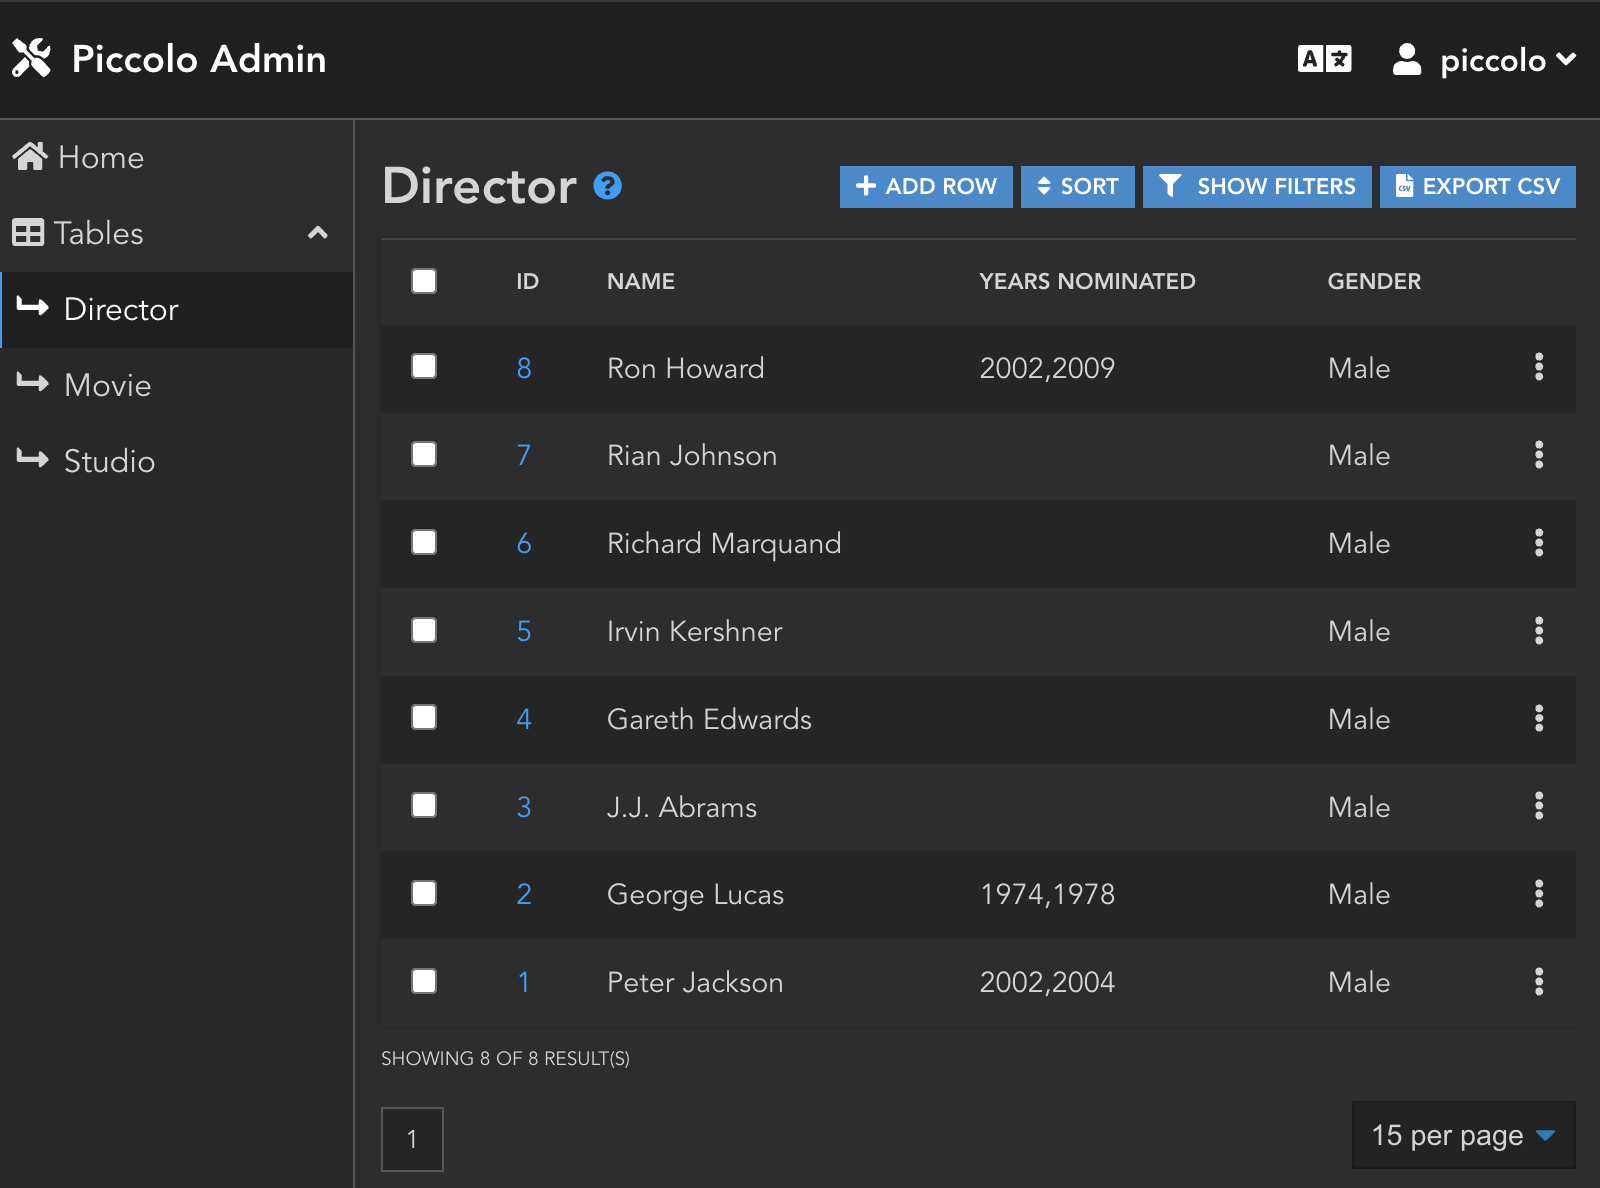 Piccolo Admin
A 文 piccolo
Home
Tables
Director
Movie
Studio
Director ?
ADD ROW SORT SHOW FILTERS CSV EXPORT CSV
ID NAME YEARS NOMINATED GENDER
8 Ron Howard 2002,2009 Male
7 Rian Johnson Male
6 Richard Marquand Male
5 Irvin Kershner Male
4 Gareth Edwards Male
3 J.J. Abrams Male
2 George Lucas 1974,1978 Male
1 Peter Jackson 2002,2004 Male
SHOWING 8 OF 8 RESULT(S)
1
15 per page